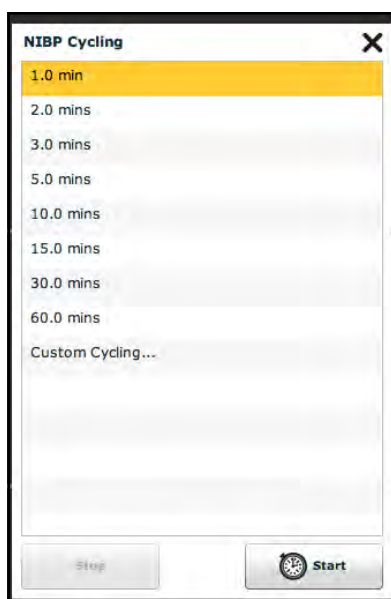 NIBP Cycling
1.0 min
2.0 mins
3.0 mins
5.0 mins
10.0 mins
15.0 mins
30.0 mins
60.0 mins
Custom Cycling...
Stop
Start